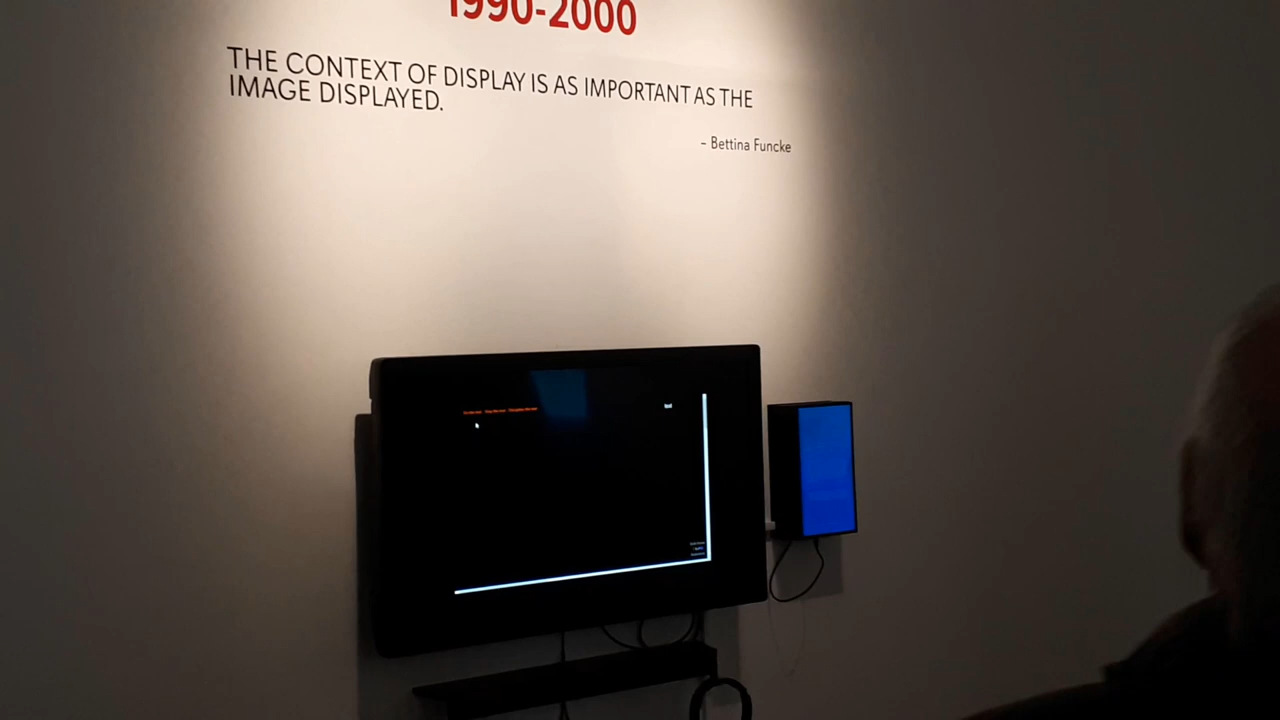 1990-2000
THE CONTEXT OF DISPLAY IS AS IMPORTANT AS THE
IMAGE DISPLAYED.
– Bettina Funcke